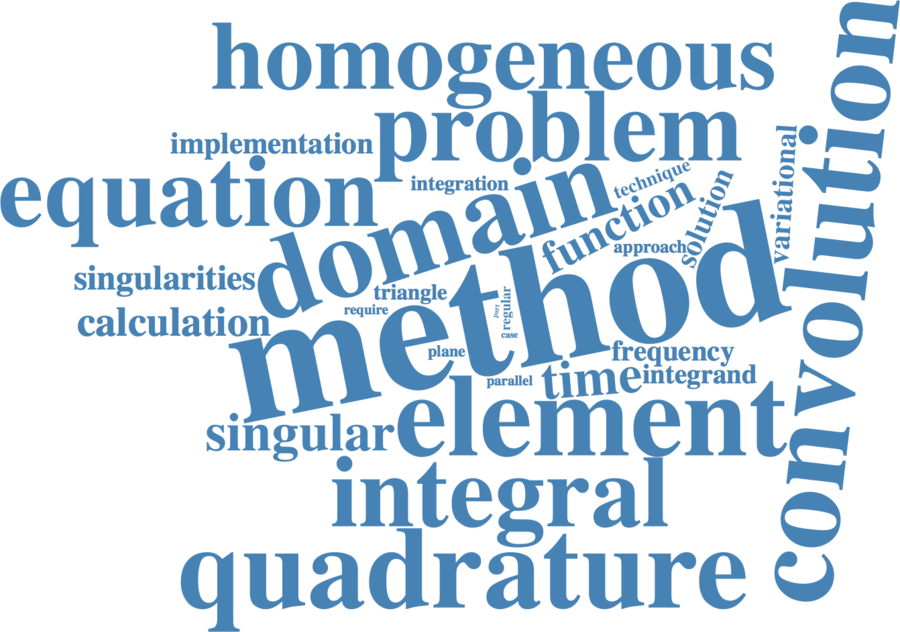 homogeneous
problem
implementation
equation
integration
domain
technique
function
solution
variational
convolution
approach
singularities
method
triangle
require
regular
case
calculation
plane
frequency
parallel
time
integrand
element
singular
integral
quadrature